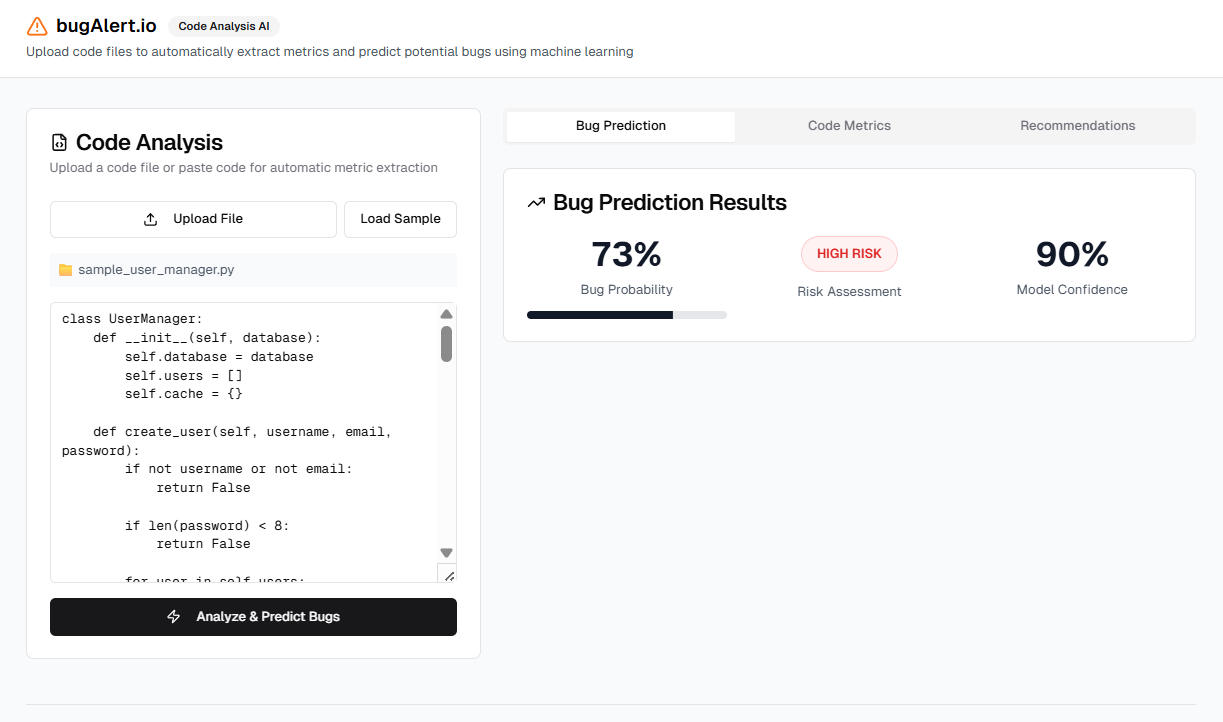 bugAlert.io
Code Analysis AI
Upload code files to automatically extract metrics and predict potential bugs using machine learning
Code Analysis
Upload a code file or paste code for automatic metric extraction
Upload File
Load Sample
sample_user_manager.py
class UserManager:
    def __init__(self, database):
        self.database = database
        self.users = []
        self.cache = {}
    def create_user(self, username, email,
password):
        if not username or not email:
            return False
        if len(password) < 8:
            return False
        for user in self.users:
Analyze & Predict Bugs
Bug Prediction
Code Metrics
Recommendations
Bug Prediction Results
73%
Bug Probability
HIGH RISK
Risk Assessment
90%
Model Confidence